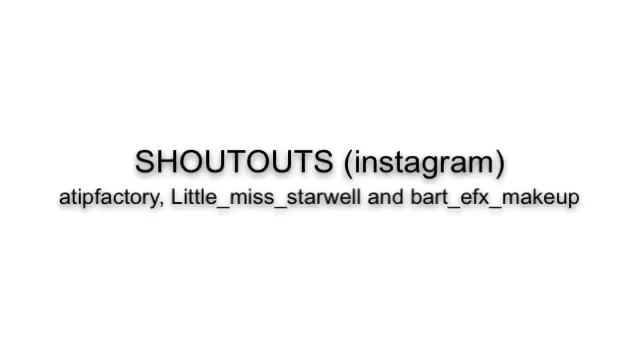 SHOUTOUTS (instagram)
atipfactory, Little_miss_starwell and bart_efx_makeup